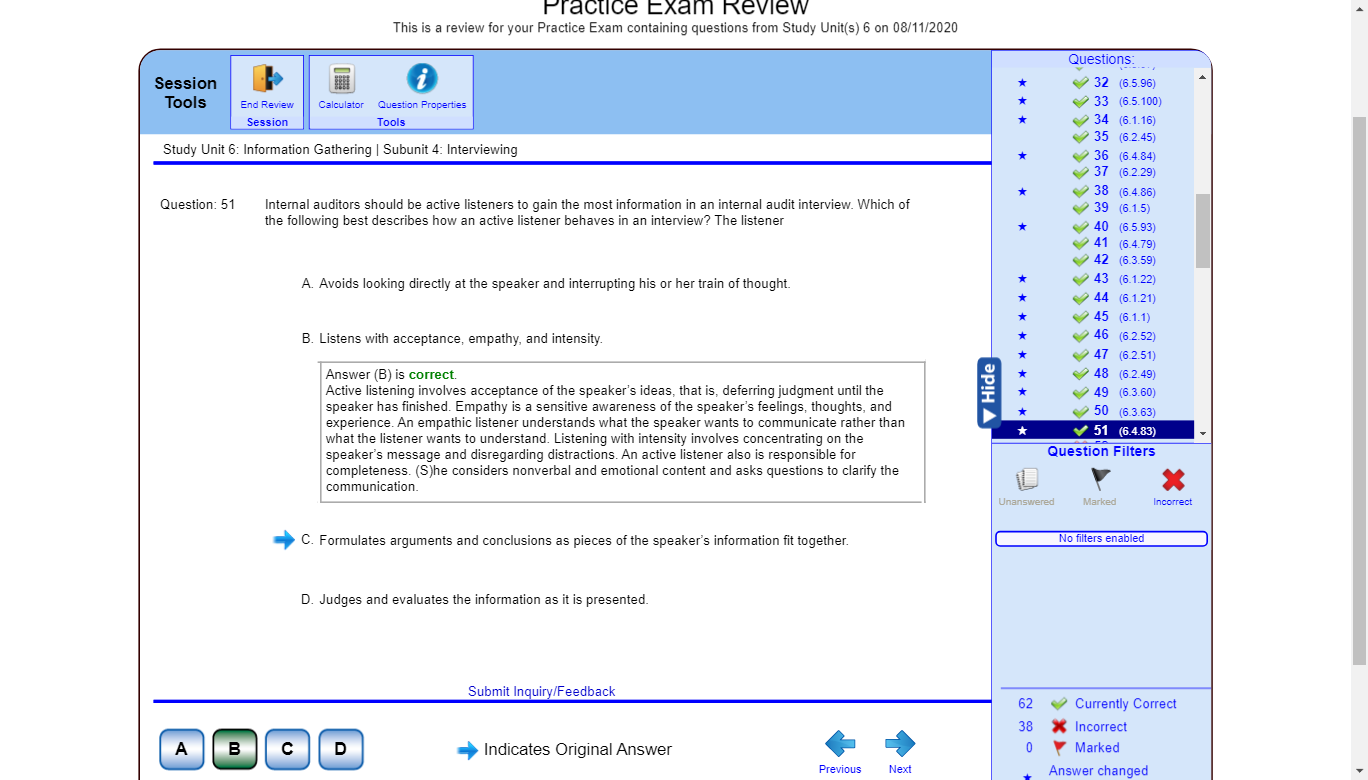 Practice Exam Review
This is a review for your Practice Exam containing questions from Study Unit(s) 6 on 08/11/2020
Session
Tools
End Review
Session
Calculator
Question Properties
Tools
Study Unit 6: Information Gathering | Subunit 4: Interviewing
Question: 51
Internal auditors should be active listeners to gain the most information in an internal audit interview. Which of
the following best describes how an active listener behaves in an interview? The listener
A. Avoids looking directly at the speaker and interrupting his or her train of thought.
B. Listens with acceptance, empathy, and intensity.
Answer (B) is correct.
Active listening involves acceptance of the speaker's ideas, that is, deferring judgment until the
speaker has finished. Empathy is a sensitive awareness of the speaker's feelings, thoughts, and
experience. An empathic listener understands what the speaker wants to communicate rather than
what the listener wants to understand. Listening with intensity involves concentrating on the
speaker's message and disregarding distractions. An active listener also is responsible for
completeness. (S)he considers nonverbal and emotional content and asks questions to clarify the
communication.
C. Formulates arguments and conclusions as pieces of the speaker's information fit together.
D. Judges and evaluates the information as it is presented.
Submit Inquiry/Feedback
A
B
C
D
Indicates Original Answer
Previous
Next
Hide
Questions:
32 (6.5.96)
33 (6.5.100)
34 (6.1.16)
35 (6.2.45)
36 (6.4.84)
37 (6.2.29)
38 (6.4.86)
39 (6.1.5)
40 (6.5.93)
41 (6.4.79)
42 (6.3.59)
43 (6.1.22)
44 (6.1.21)
45 (6.1.1)
46 (6.2.52)
47 (6.2.51)
48 (6.2.49)
49 (6.3.60)
50 (6.3.63)
51 (6.4.83)
Question Filters
Unanswered
Marked
Incorrect
No filters enabled
62 Currently Correct
38 Incorrect
0 Marked
Answer changed